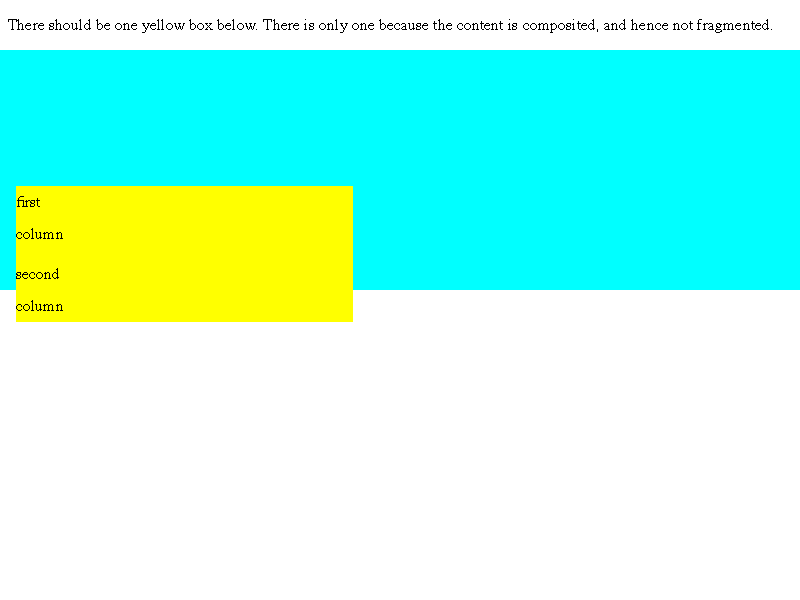 There should be one yellow box below. There is only one because the content is composited, and hence not fragmented.
first
column
second
column